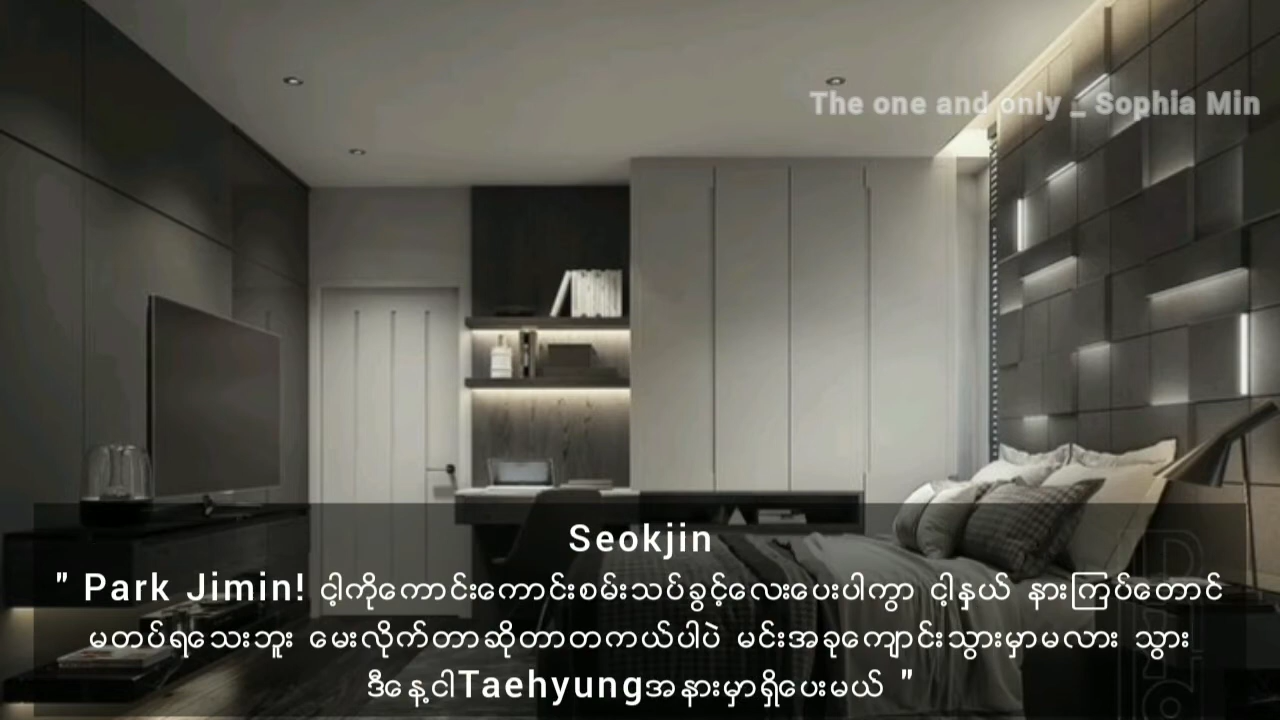 The one and only _ Sophia Min
Seokjin
" Park Jimin! ငါ့ကိုကောင်းကောင်းစမ်းသပ်ခွင့်လေးပေးပါကွာ ငါ့နှယ် နားကြပ်တောင်
မတပ်ရသေးဘူး မေးလိုက်တာဆိုတာတကယ်ပါပဲ မင်းအခုကျောင်းသွားမှာမလား သွား
ဒီနေ့ငါTaehyungအနားမှာရှိပေးမယ် "